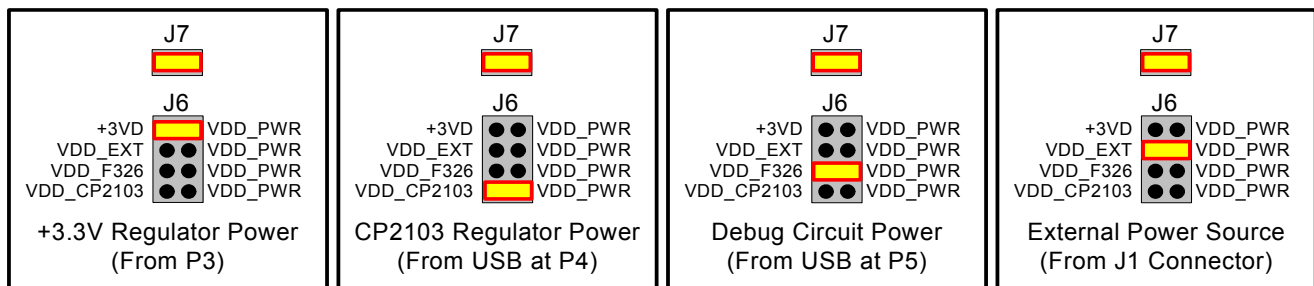 J7
J6
+3VD VDD_PWR
VDD_EXT VDD_PWR
VDD_F326 VDD_PWR
VDD_CP2103 VDD_PWR
+3.3V Regulator Power
(From P3)
J7
J6
+3VD VDD_PWR
VDD_EXT VDD_PWR
VDD_F326 VDD_PWR
VDD_CP2103 VDD_PWR
CP2103 Regulator Power
(From USB at P4)
J7
J6
+3VD VDD_PWR
VDD_EXT VDD_PWR
VDD_F326 VDD_PWR
VDD_CP2103 VDD_PWR
Debug Circuit Power
(From USB at P5)
J7
J6
+3VD VDD_PWR
VDD_EXT VDD_PWR
VDD_F326 VDD_PWR
VDD_CP2103 VDD_PWR
External Power Source
(From J1 Connector)